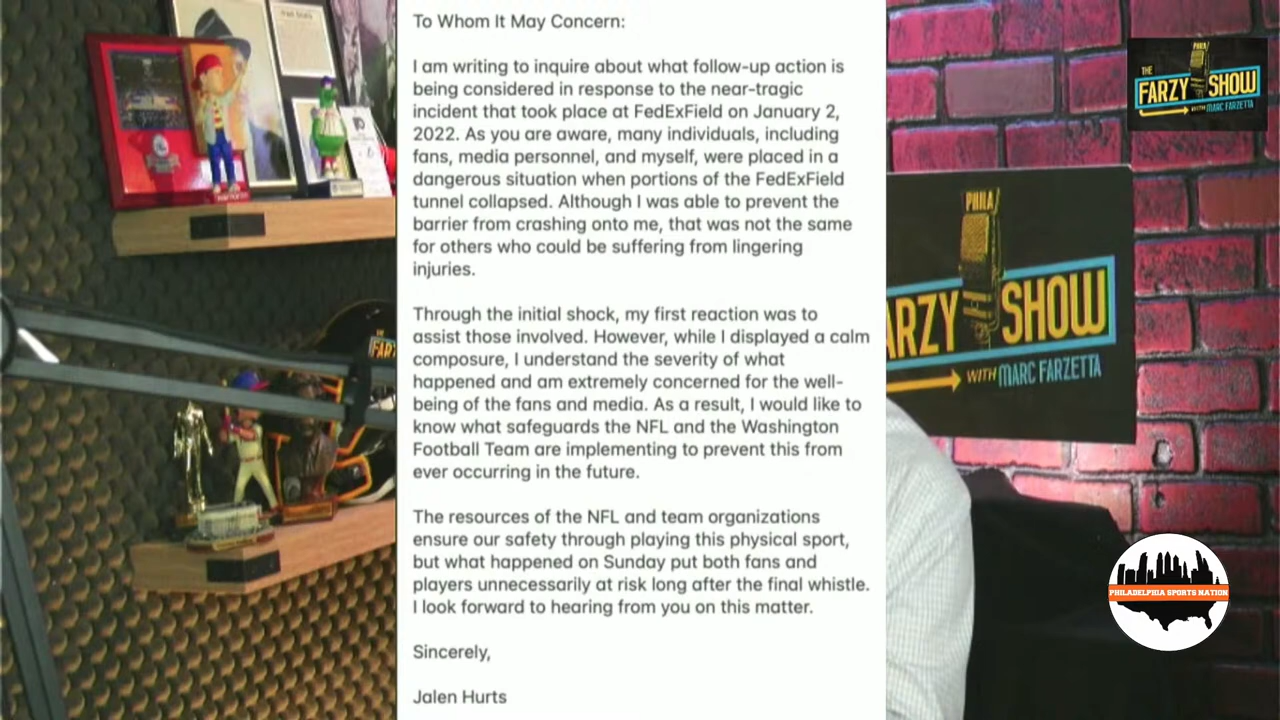 To Whom It May Concern:
I am writing to inquire about what follow-up action is
being considered in response to the near-tragic
incident that took place at FedExField on January 2,
2022. As you are aware, many individuals, including
fans, media personnel, and myself, were placed in a
dangerous situation when portions of the FedExField
tunnel collapsed. Although I was able to prevent the
barrier from crashing onto me, that was not the same
for others who could be suffering from lingering
injuries.
Through the initial shock, my first reaction was to
assist those involved. However, while I displayed a calm
composure, I understand the severity of what
happened and am extremely concerned for the well-
being of the fans and media. As a result, I would like to
know what safeguards the NFL and the Washington
Football Team are implementing to prevent this from
ever occurring in the future.
The resources of the NFL and team organizations
ensure our safety through playing this physical sport,
but what happened on Sunday put both fans and
players unnecessarily at risk long after the final whistle.
I look forward to hearing from you on this matter.
Sincerely,
Jalen Hurts
PHILA
THE
FARZY SHOW
WITH MARC FARZETTA
PHILA
ARZY SHOW
WITH MARC FARZETTA
PHILADELPHIA SPORTS NATION